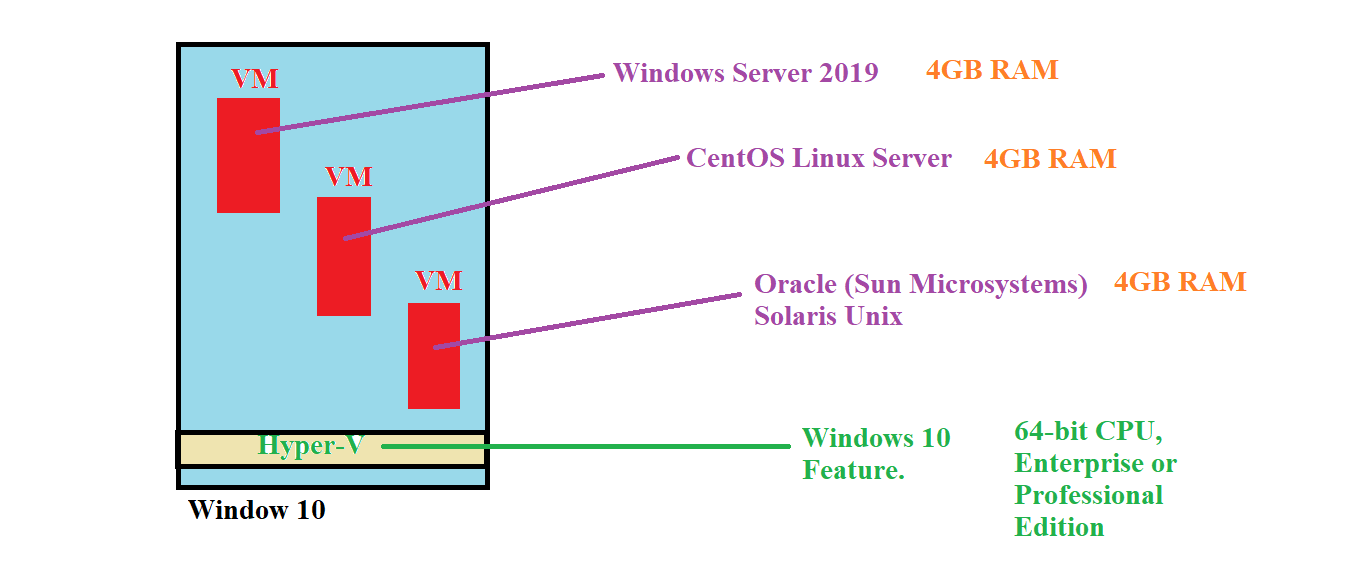 VM
Windows Server 2019 4GB RAM
VM
CentOS Linux Server 4GB RAM
VM
Oracle (Sun Microsystems) 4GB RAM
Solaris Unix
Hyper-V
Windows 10
Feature.
64-bit CPU,
Enterprise or
Professional
Edition
Window 10